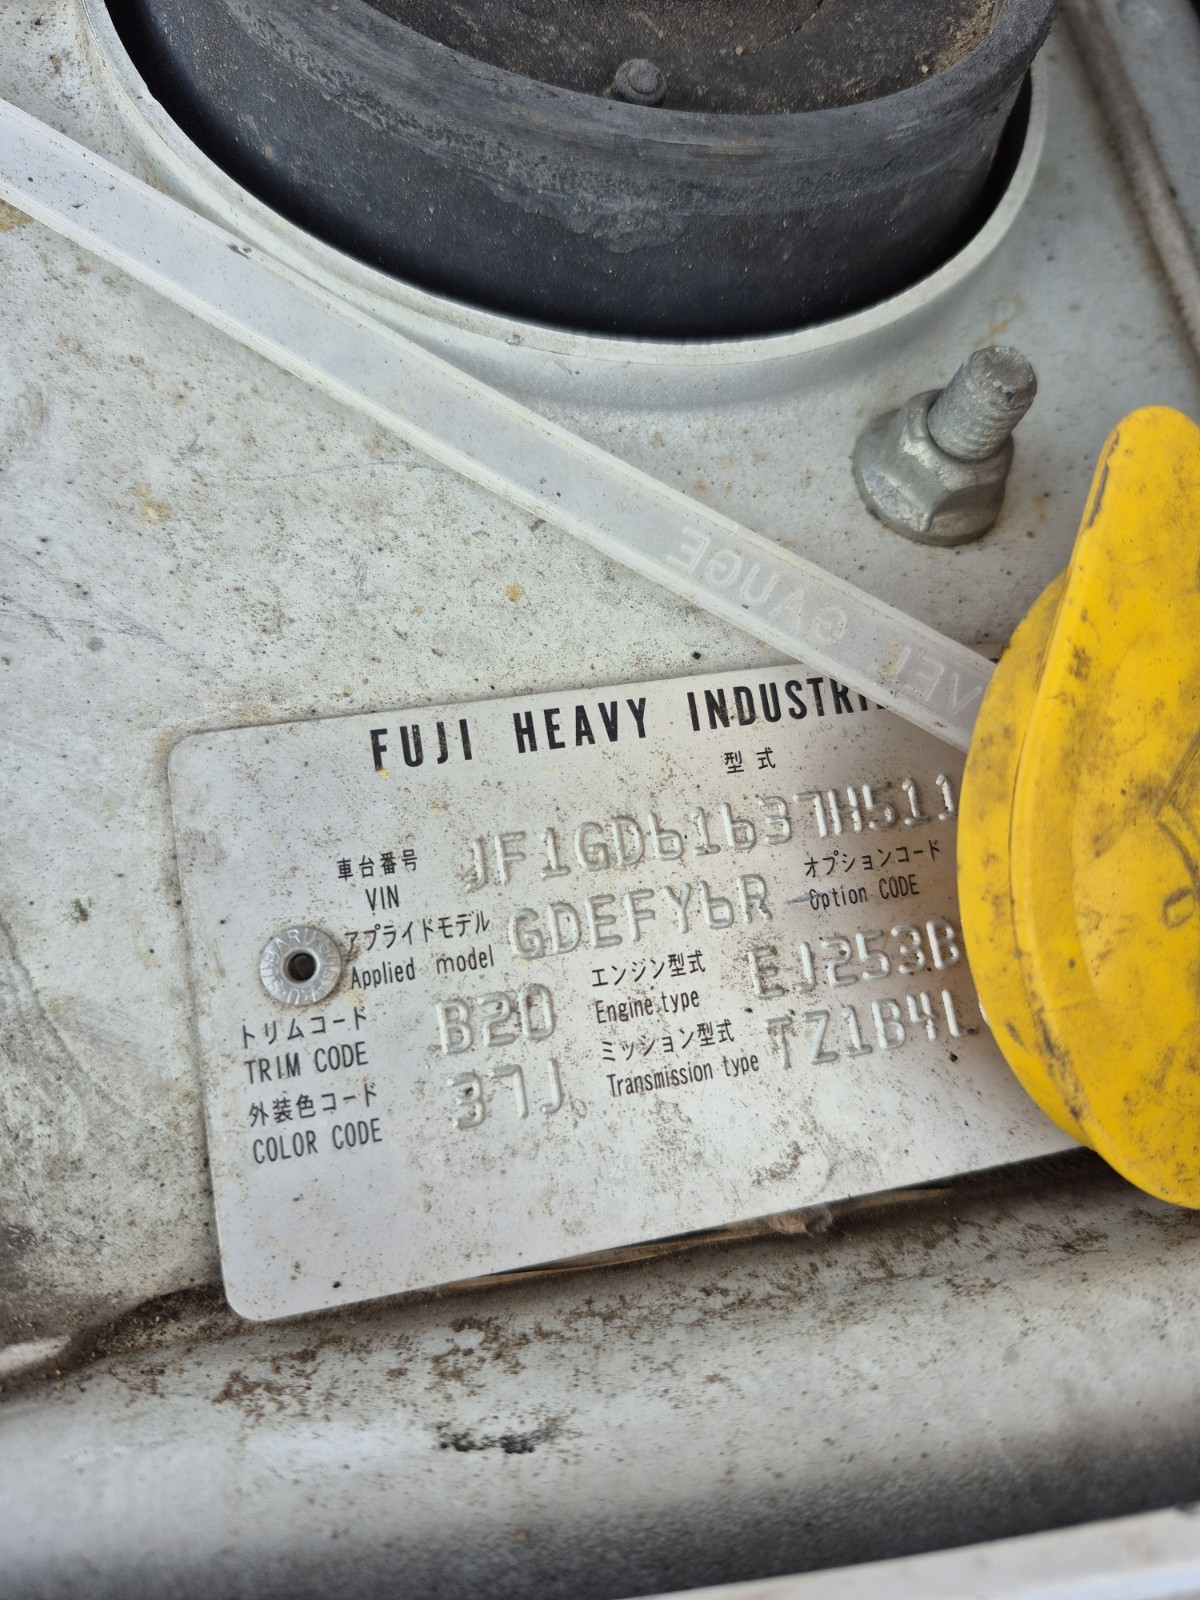 FUEL GAUGE
FUJI HEAVY INDUSTRI
型式
車台番号
VIN
JF1GD61637H511
アプライドモデル
Applied model
GDEFY6R
オプションコード
Option CODE
トリムコード
TRIM CODE
B20
エンジン型式
Engine type
EJ253B
外装色コード
COLOR CODE
37J
ミッション型式
Transmission type
TZ1B4L